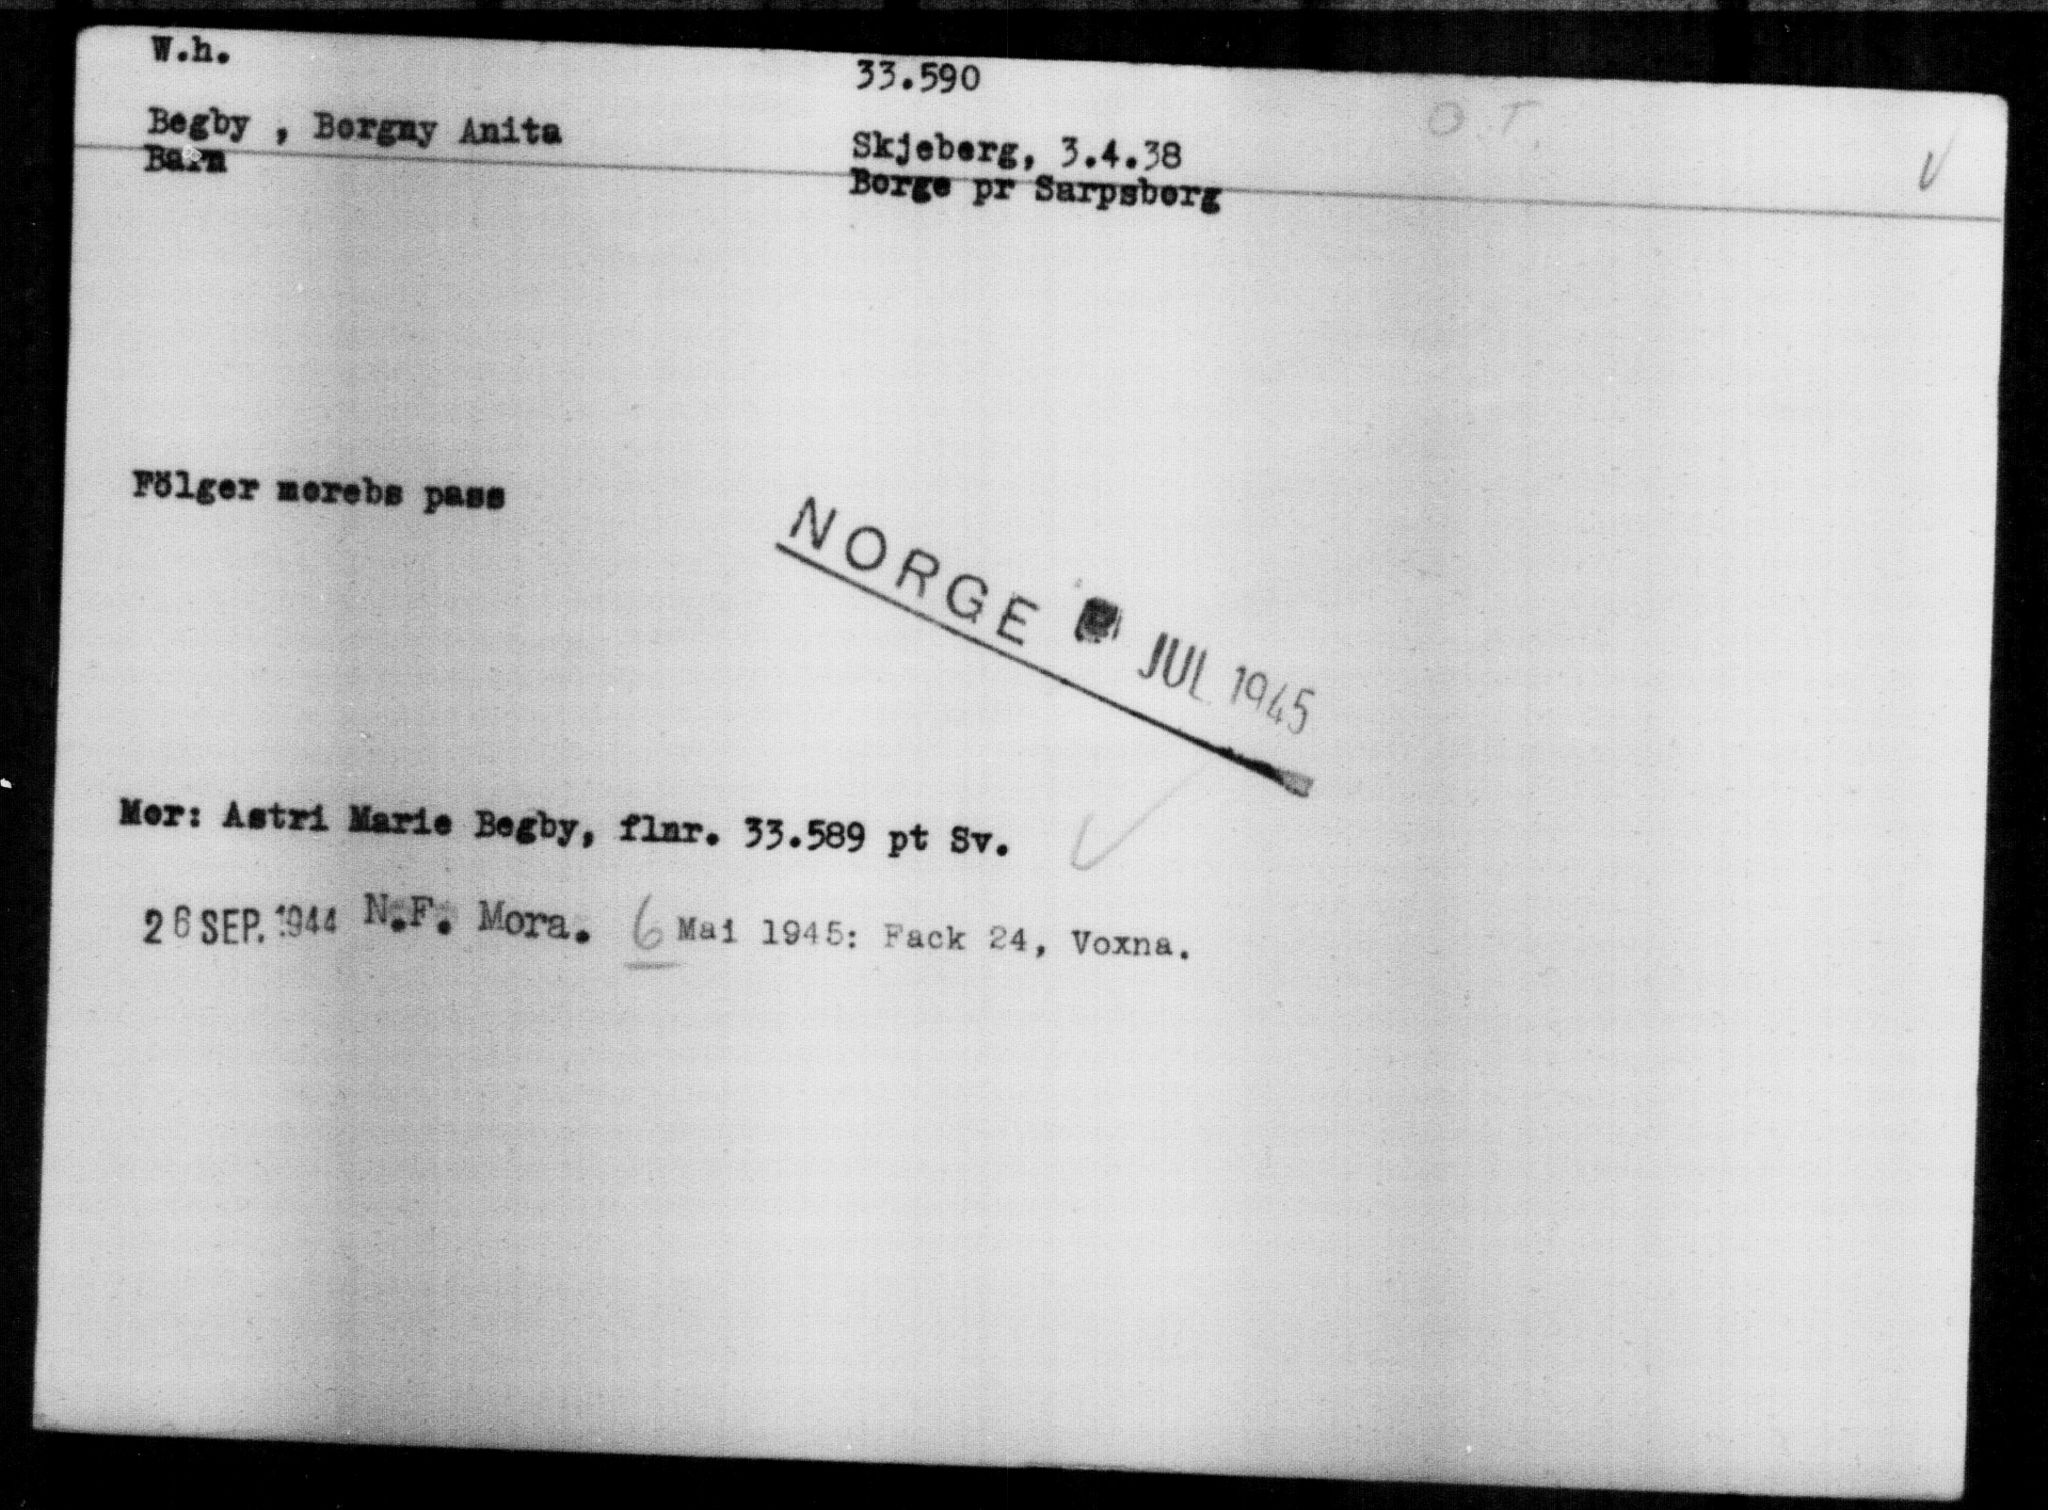 W.h.
33.590
O.T.
Begby , Borgny Anita
Skjeberg, 3.4.38
Barn
Borge pr Sarpsborg
Fölger morebs pass
NORGE JUL 1945
Mor: Astri Marie Begby, flnr. 33.589 pt Sv.
26 SEP. 1944 N.F. Mora. 6 Mai 1945: Fack 24, Voxna.